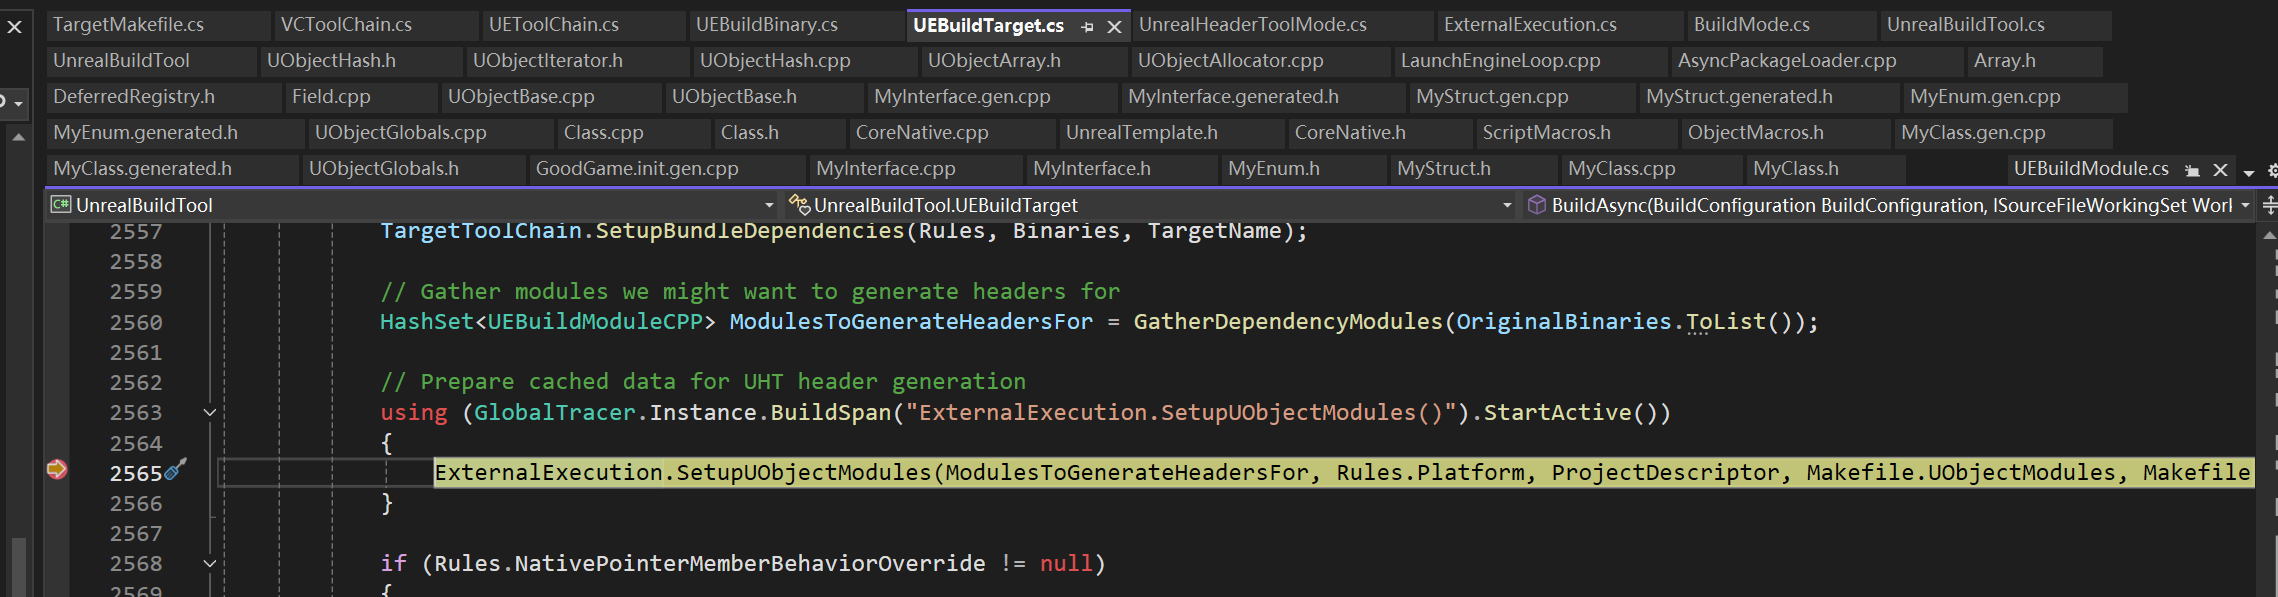 TargetMakefile.cs VCToolChain.cs UEToolChain.cs UEBuildBinary.cs UEBuildTarget.cs UnrealHeaderToolMode.cs ExternalExecution.cs BuildMode.cs UnrealBuildTool.cs
UnrealBuildTool UObjectHash.h UObjectIterator.h UObjectHash.cpp UObjectArray.h UObjectAllocator.cpp LaunchEngineLoop.cpp AsyncPackageLoader.cpp Array.h
DeferredRegistry.h Field.cpp UObjectBase.cpp UObjectBase.h MyInterface.gen.cpp MyInterface.generated.h MyStruct.gen.cpp MyStruct.generated.h MyEnum.gen.cpp
MyEnum.generated.h UObjectGlobals.cpp Class.cpp Class.h CoreNative.cpp UnrealTemplate.h CoreNative.h ScriptMacros.h ObjectMacros.h MyClass.gen.cpp
MyClass.generated.h UObjectGlobals.h GoodGame.init.gen.cpp MyInterface.cpp MyInterface.h MyEnum.h MyStruct.h MyClass.cpp MyClass.h UEBuildModule.cs
C# UnrealBuildTool UnrealBuildTool.UEBuildTarget BuildAsync(BuildConfiguration BuildConfiguration, ISourceFileWorkingSet Worl
2557 TargetToolChain.SetupBundleDependencies(Rules, Binaries, TargetName);
2558
2559 // Gather modules we might want to generate headers for
2560 HashSet<UEBuildModuleCPP> ModulesToGenerateHeadersFor = GatherDependencyModules(OriginalBinaries.ToList());
2561
2562 // Prepare cached data for UHT header generation
2563 using (GlobalTracer.Instance.BuildSpan("ExternalExecution.SetupUObjectModules()").StartActive())
2564 {
2565 ExternalExecution.SetupUObjectModules(ModulesToGenerateHeadersFor, Rules.Platform, ProjectDescriptor, Makefile.UObjectModules, Makefile
2566 }
2567
2568 if (Rules.NativePointerMemberBehaviorOverride != null)
2569 {